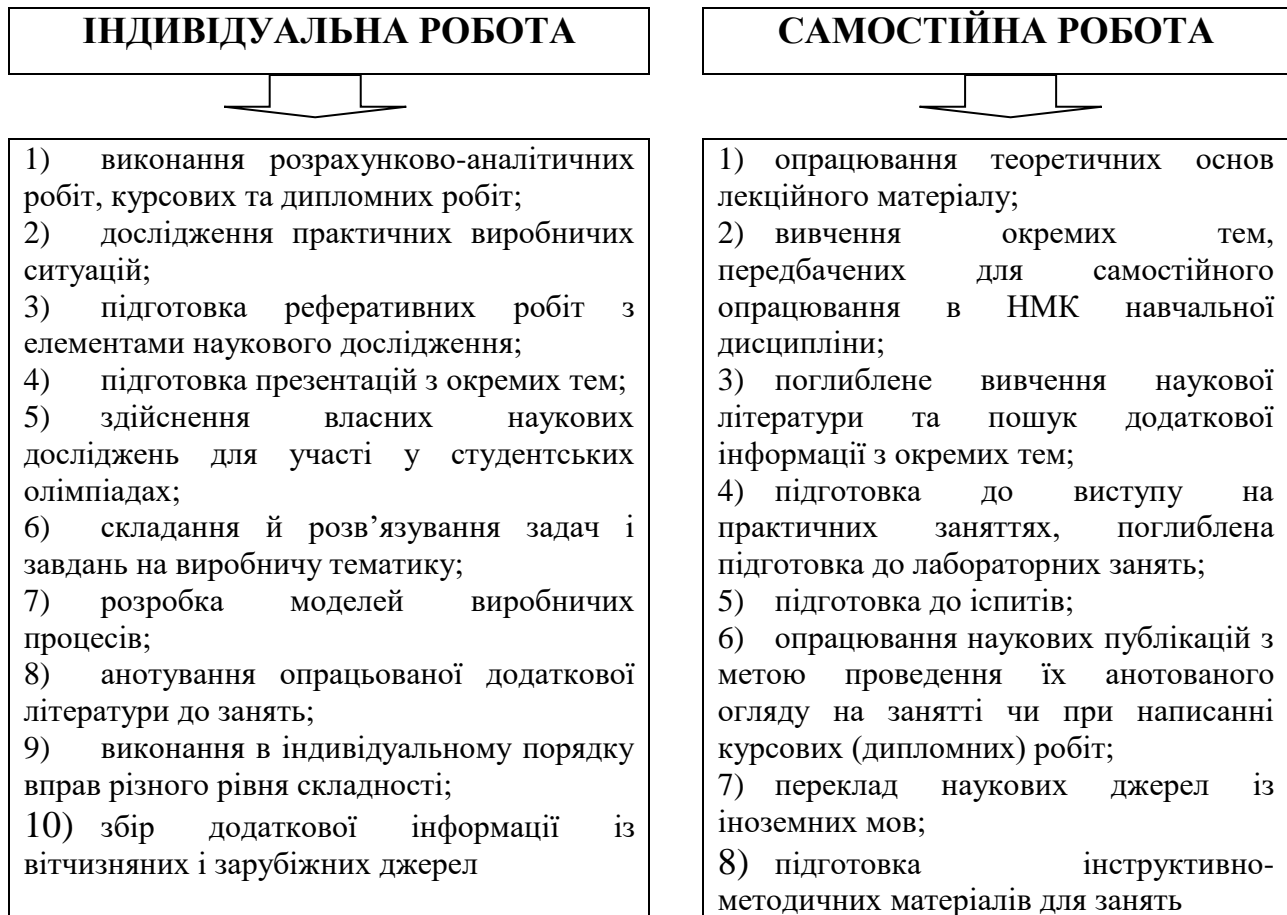 ІНДИВІДУАЛЬНА РОБОТА
1) виконання розрахунково-аналітичних
робіт, курсових та дипломних робіт;
2) дослідження практичних виробничих
ситуацій;
3) підготовка реферативних робіт з
елементами наукового дослідження;
4) підготовка презентацій з окремих тем;
5) здійснення власних наукових
досліджень для участі у студентських
олімпіадах;
6) складання й розв’язування задач і
завдань на виробничу тематику;
7) розробка моделей виробничих
процесів;
8) анотування опрацьованої додаткової
літератури до занять;
9) виконання в індивідуальному порядку
вправ різного рівня складності;
10) збір додаткової інформації із
вітчизняних і зарубіжних джерел
САМОСТІЙНА РОБОТА
1) опрацювання теоретичних основ
лекційного матеріалу;
2) вивчення окремих тем,
передбачених для самостійного
опрацювання в НМК навчальної
дисципліни;
3) поглиблене вивчення наукової
літератури та пошук додаткової
інформації з окремих тем;
4) підготовка до виступу на
практичних заняттях, поглиблена
підготовка до лабораторних занять;
5) підготовка до іспитів;
6) опрацювання наукових публікацій з
метою проведення їх анотованого
огляду на занятті чи при написанні
курсових (дипломних) робіт;
7) переклад наукових джерел із
іноземних мов;
8) підготовка інструктивно-
методичних матеріалів для занять